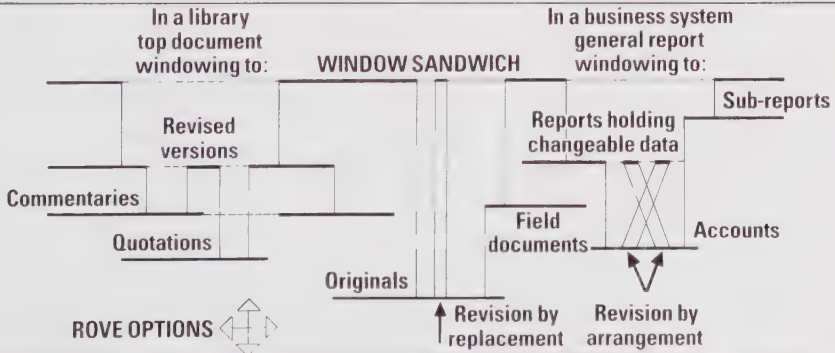 In a library
top document
windowing to:
WINDOW SANDWICH
In a business system
general report
windowing to:
Sub-reports
Revised
versions
Reports holding
changeable data
Commentaries
Quotations
Field
documents
Accounts
Originals
ROVE OPTIONS
Revision by
replacement
Revision by
arrangement